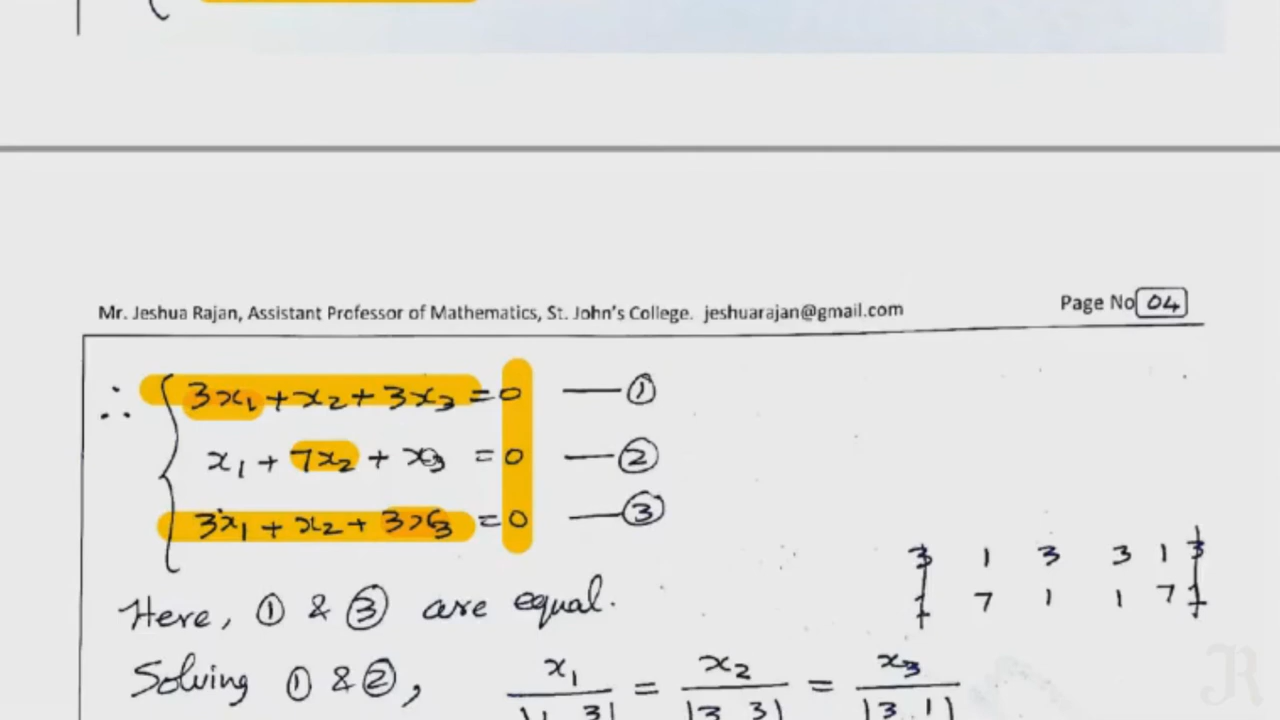 Mr. Jeshua Rajan, Assistant Professor of Mathematics, St. John's College. jeshuarajan@gmail.com Page No 04
∴ { 3x₁ + x₂ + 3x₃ = 0 — ①
x₁ + 7x₂ + x₃ = 0 — ②
3x₁ + x₂ + 3x₃ = 0 — ③
3 1 3 3 1 3
1 7 1 1 7 1
Here, ① & ③ are equal.
Solving ① & ②, x₁/|1 3| = x₂/|3 3| = x₃/|3 1|
JR